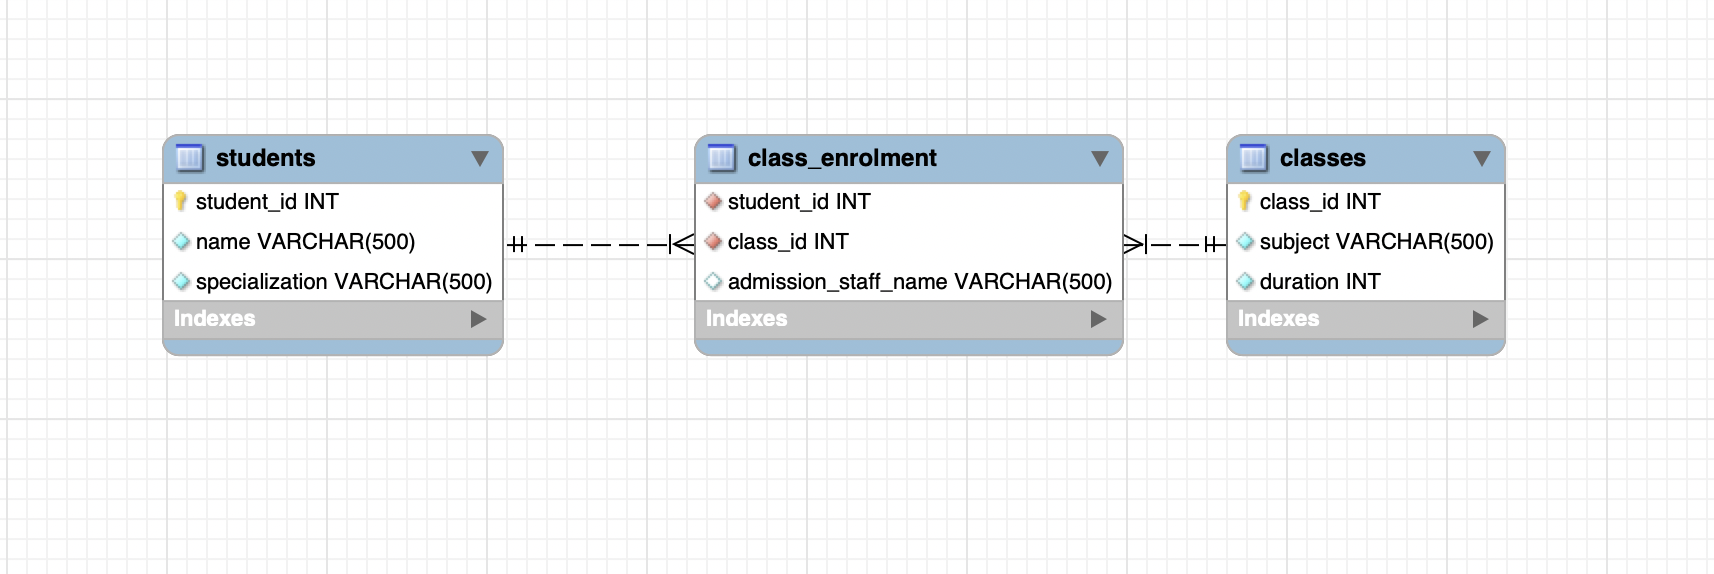 students
student_id INT
name VARCHAR(500)
specialization VARCHAR(500)
Indexes
class_enrolment
student_id INT
class_id INT
admission_staff_name VARCHAR(500)
Indexes
classes
class_id INT
subject VARCHAR(500)
duration INT
Indexes